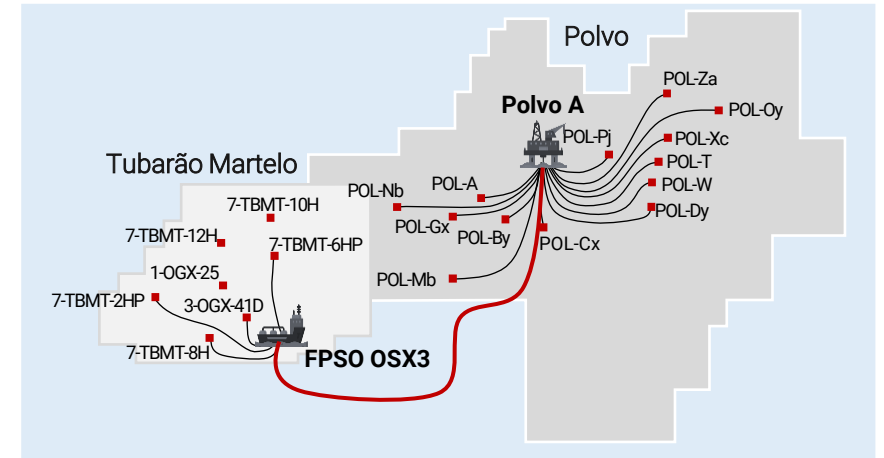 Polvo
POL-Za
Polvo A
POL-Oy
POL-Pj
POL-Xc
Tubarão Martelo
POL-T
POL-Nb
POL-A
POL-W
7-TBMT-10H
POL-Dy
POL-Gx
POL-By
7-TBMT-12H
7-TBMT-6HP
POL-Cx
1-OGX-25
POL-Mb
7-TBMT-2HP
3-OGX-41D
7-TBMT-8H
FPSO OSX3